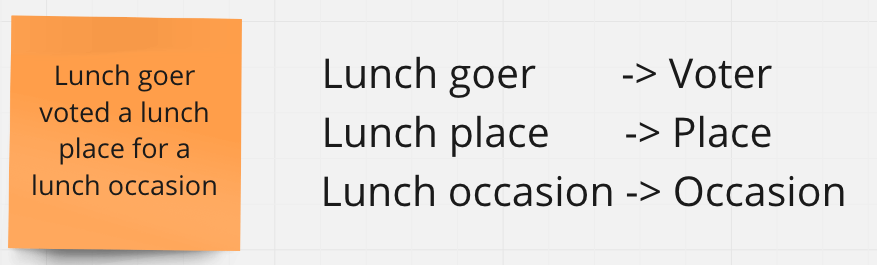 Lunch goer
voted a lunch
place for a
lunch occasion
Lunch goer -> Voter
Lunch place -> Place
Lunch occasion -> Occasion